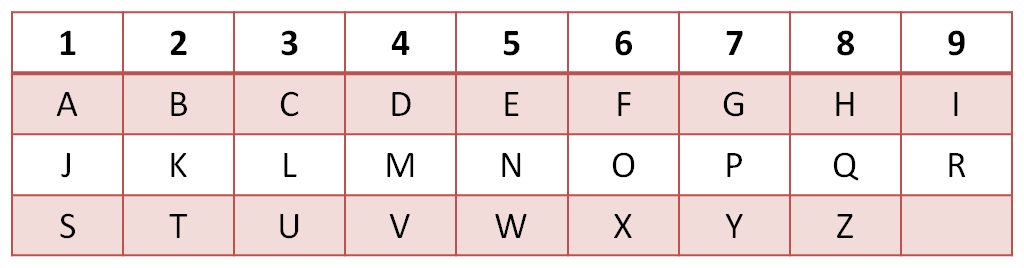 1 2 3 4 5 6 7 8 9
A B C D E F G H I
J K L M N O P Q R
S T U V W X Y Z